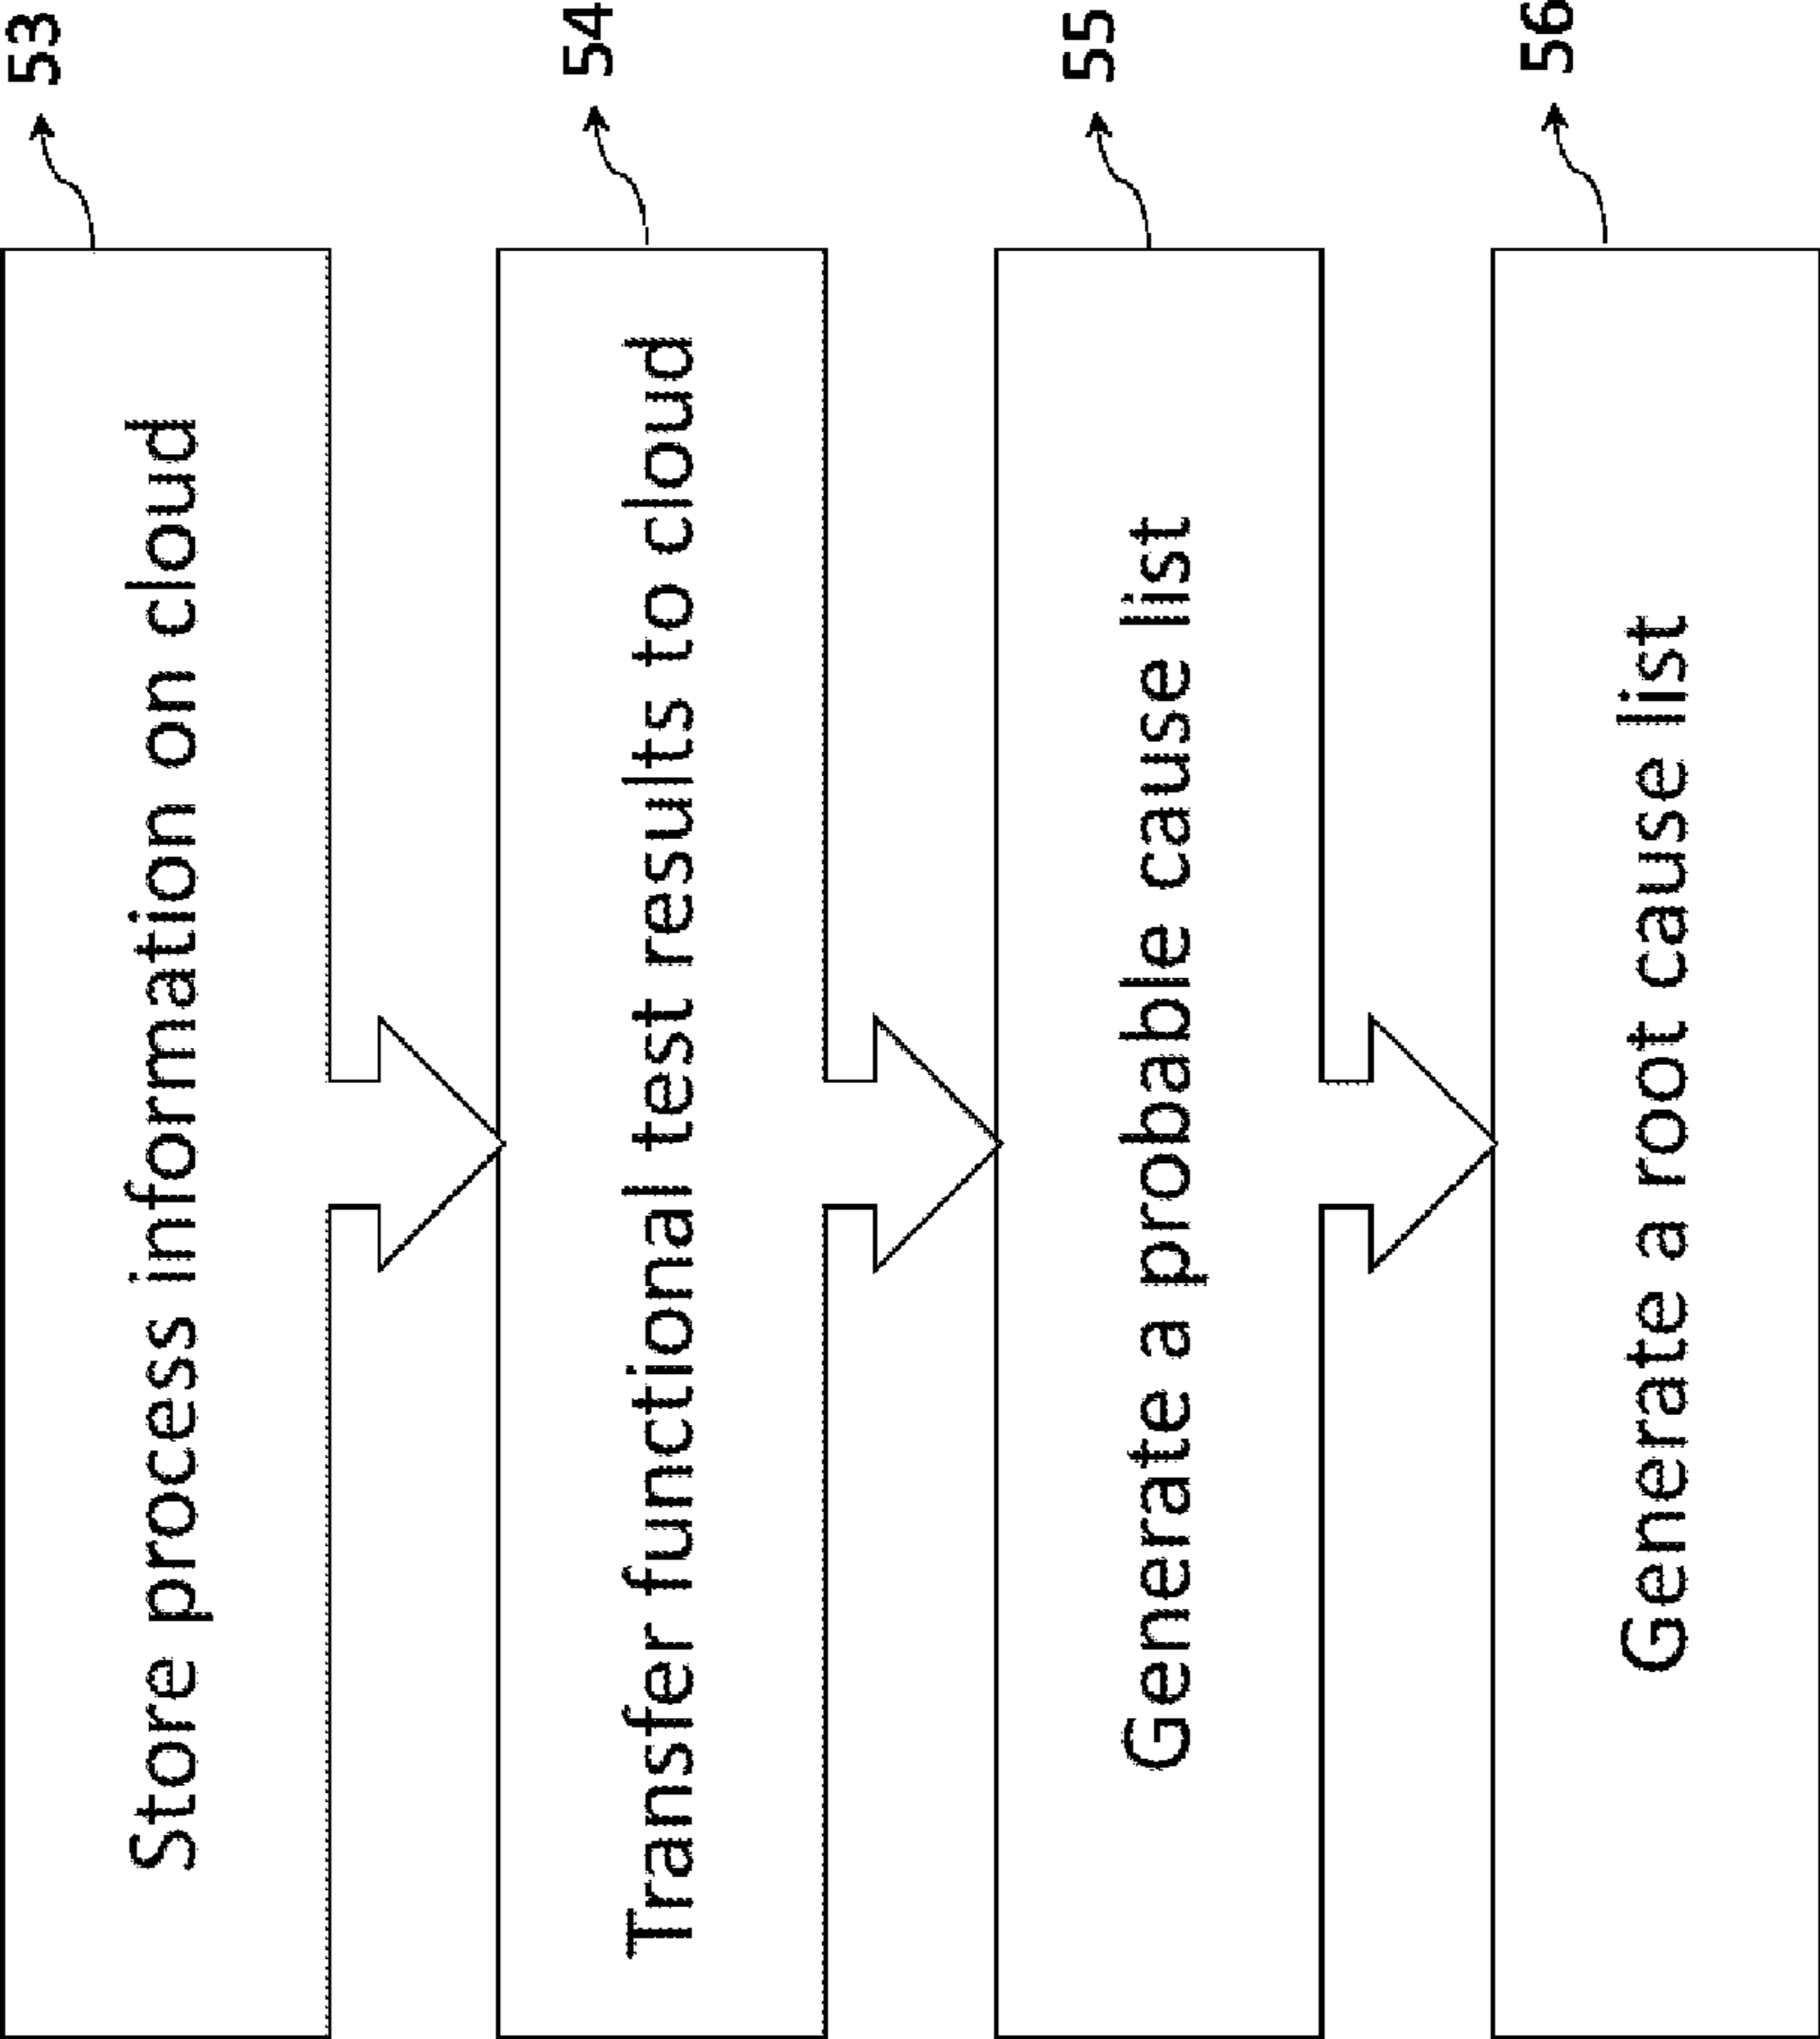 Store process information on cloud
53
Transfer functional test results to cloud
54
Generate a probable cause list
55
Generate a root cause list
56